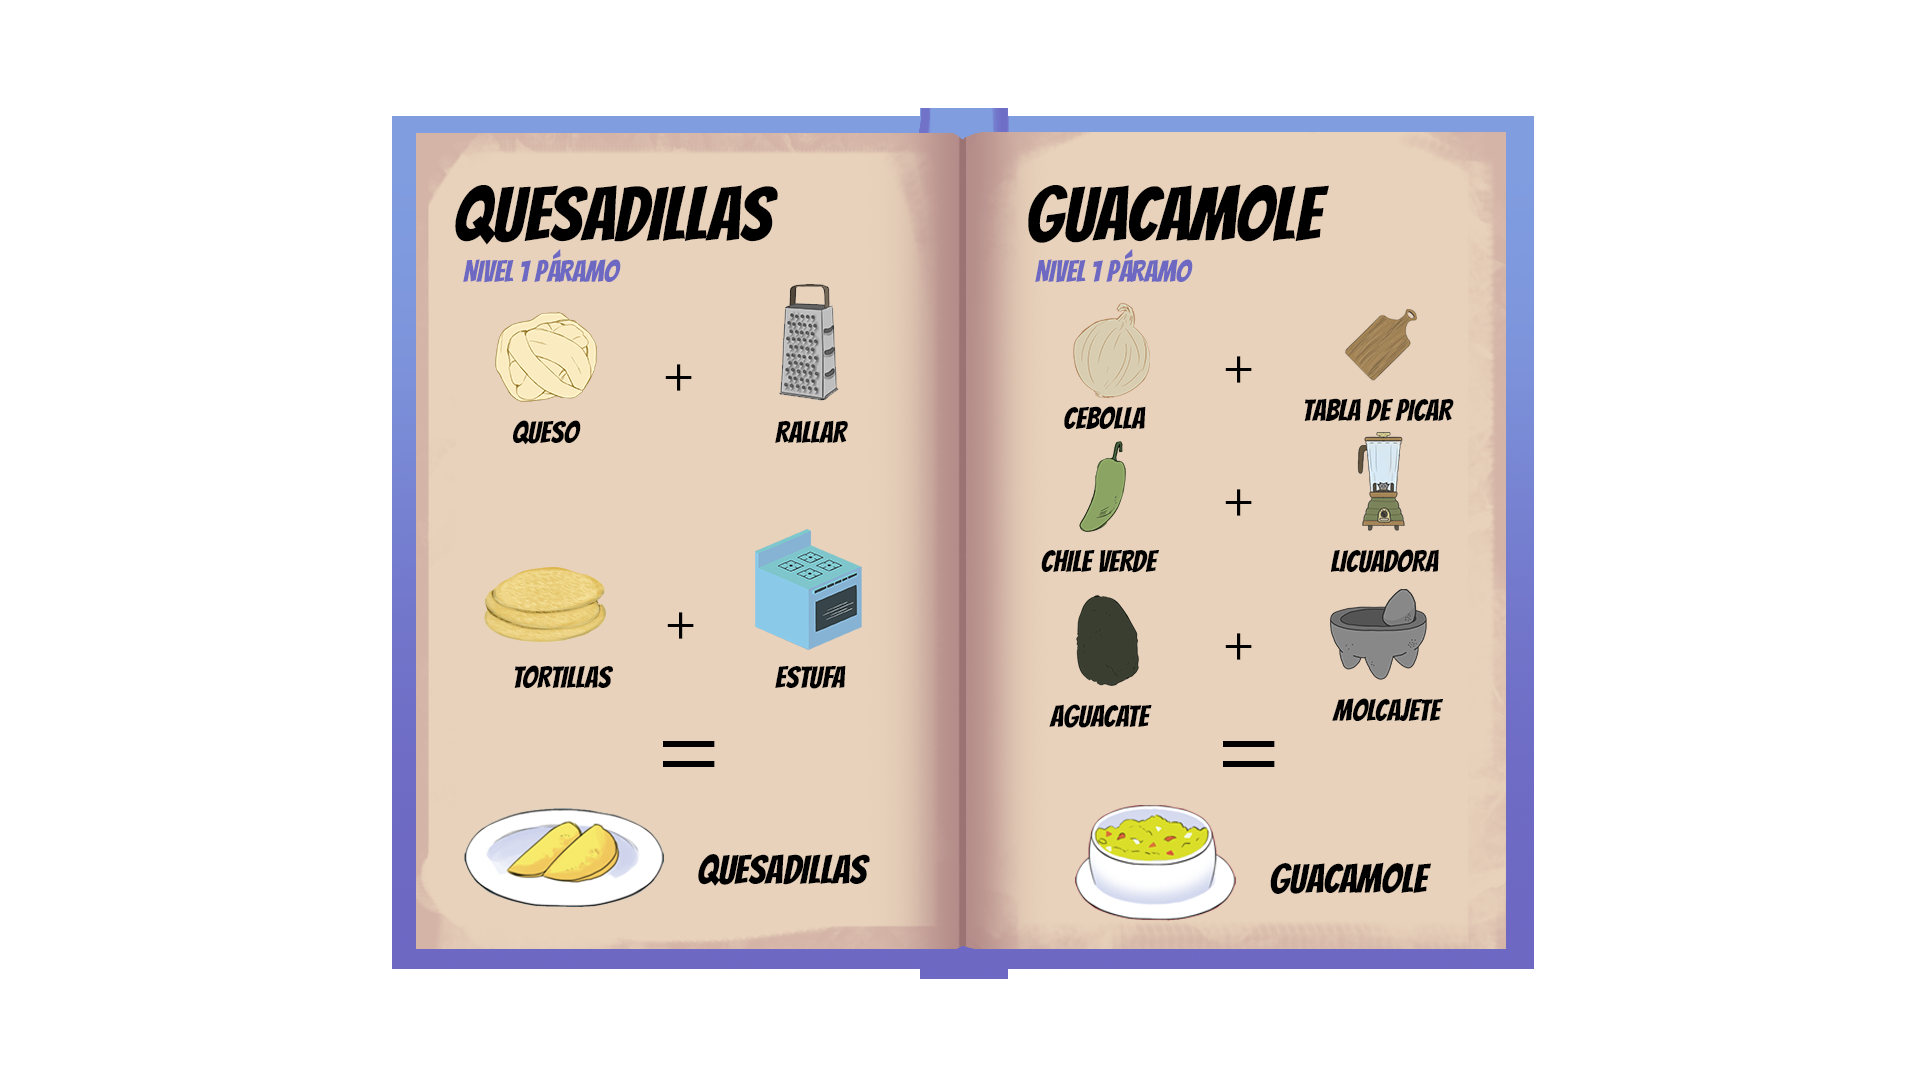 QUESADILLAS
NIVEL 1 PÁRAMO
+
QUESO
RALLAR
+
TORTILLAS
ESTUFA
=
QUESADILLAS
GUACAMOLE
NIVEL 1 PÁRAMO
+
CEBOLLA
TABLA DE PICAR
+
CHILE VERDE
LICUADORA
+
AGUACATE
MOLCAJETE
=
GUACAMOLE